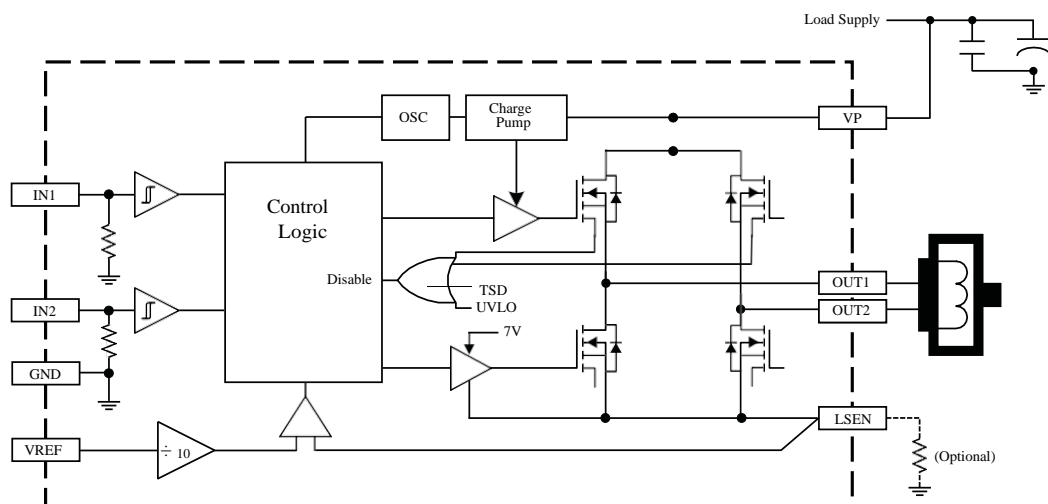 Load Supply
OSC
Charge
Pump
VP
IN1
Control
Logic
Disable
TSD
UVLO
OUT1
IN2
OUT2
7V
GND
LSEN
VREF
÷ 10
(Optional)